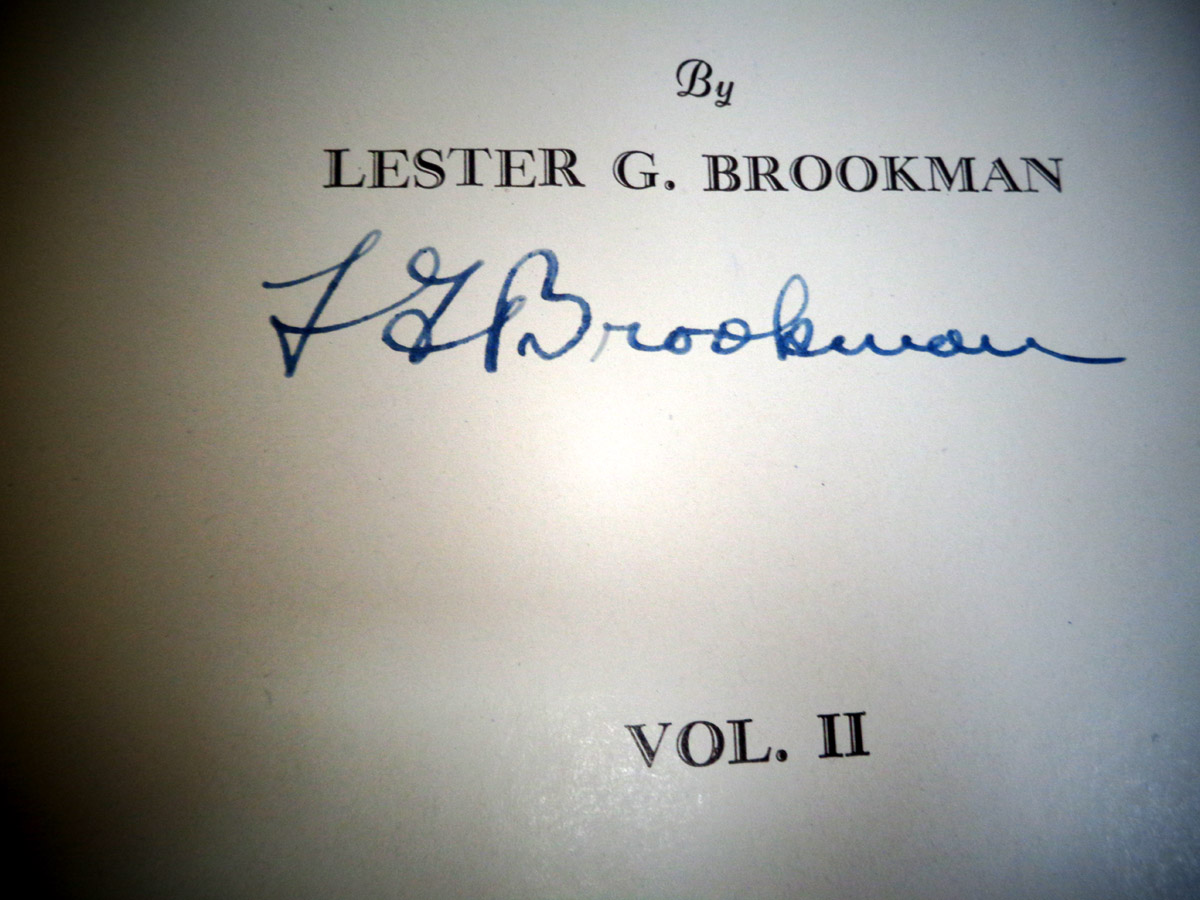 By
LESTER G. BROOKMAN
L G Brookman
VOL. II